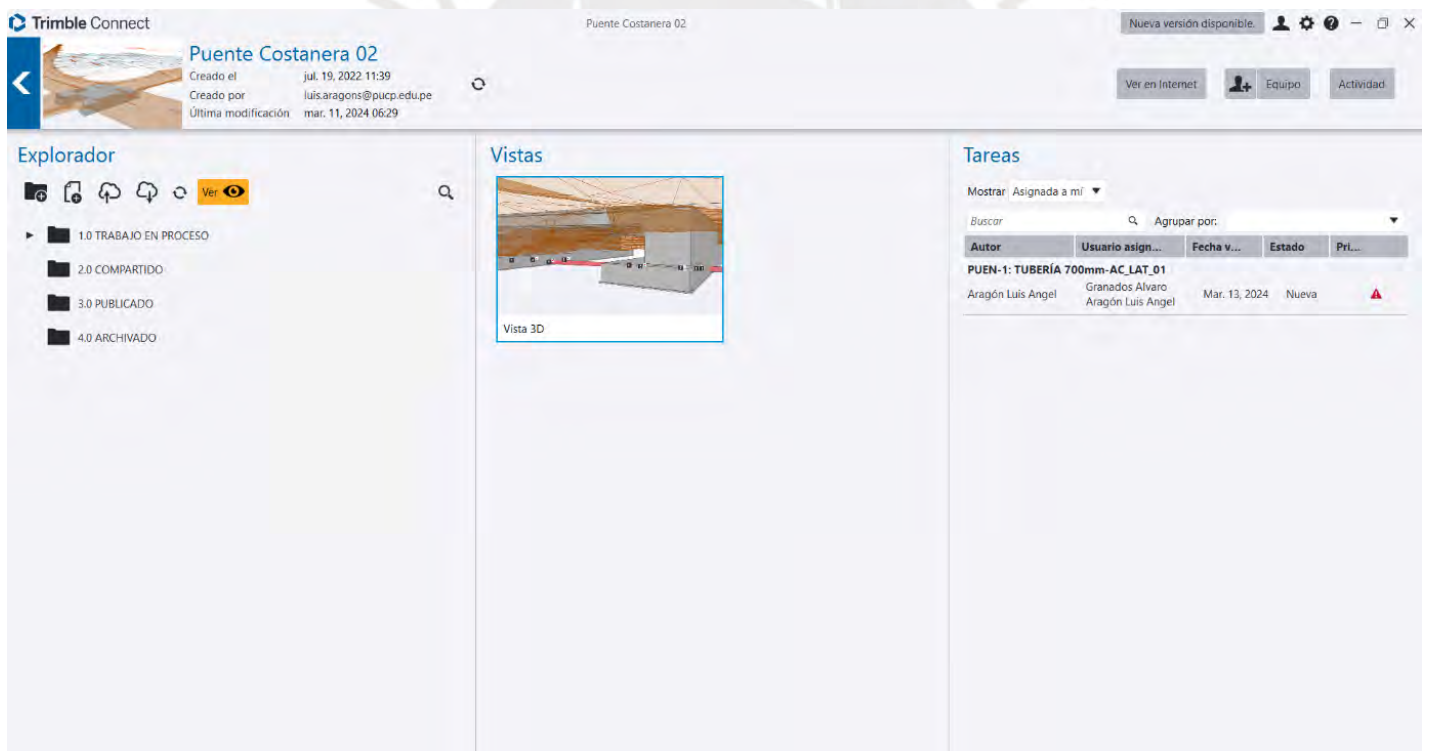 Trimble Connect
Puente Costanera 02
Nueva versión disponible.
Puente Costanera 02
Creado el jul. 19, 2022 11:39
Creado por luis.aragons@pucp.edu.pe
Última modificación mar. 11, 2024 06:29
Ver en Internet
Equipo
Actividad
Explorador
Ver
1.0 TRABAJO EN PROCESO
2.0 COMPARTIDO
3.0 PUBLICADO
4.0 ARCHIVADO
Vistas
Vista 3D
Tareas
Mostrar Asignada a mí
Buscar Agrupar por:
Autor Usuario asign... Fecha v... Estado Pri...
PUEN-1: TUBERÍA 700mm-AC_LAT_01
Aragón Luis Angel Granados Alvaro Mar. 13, 2024 Nueva
Aragón Luis Angel